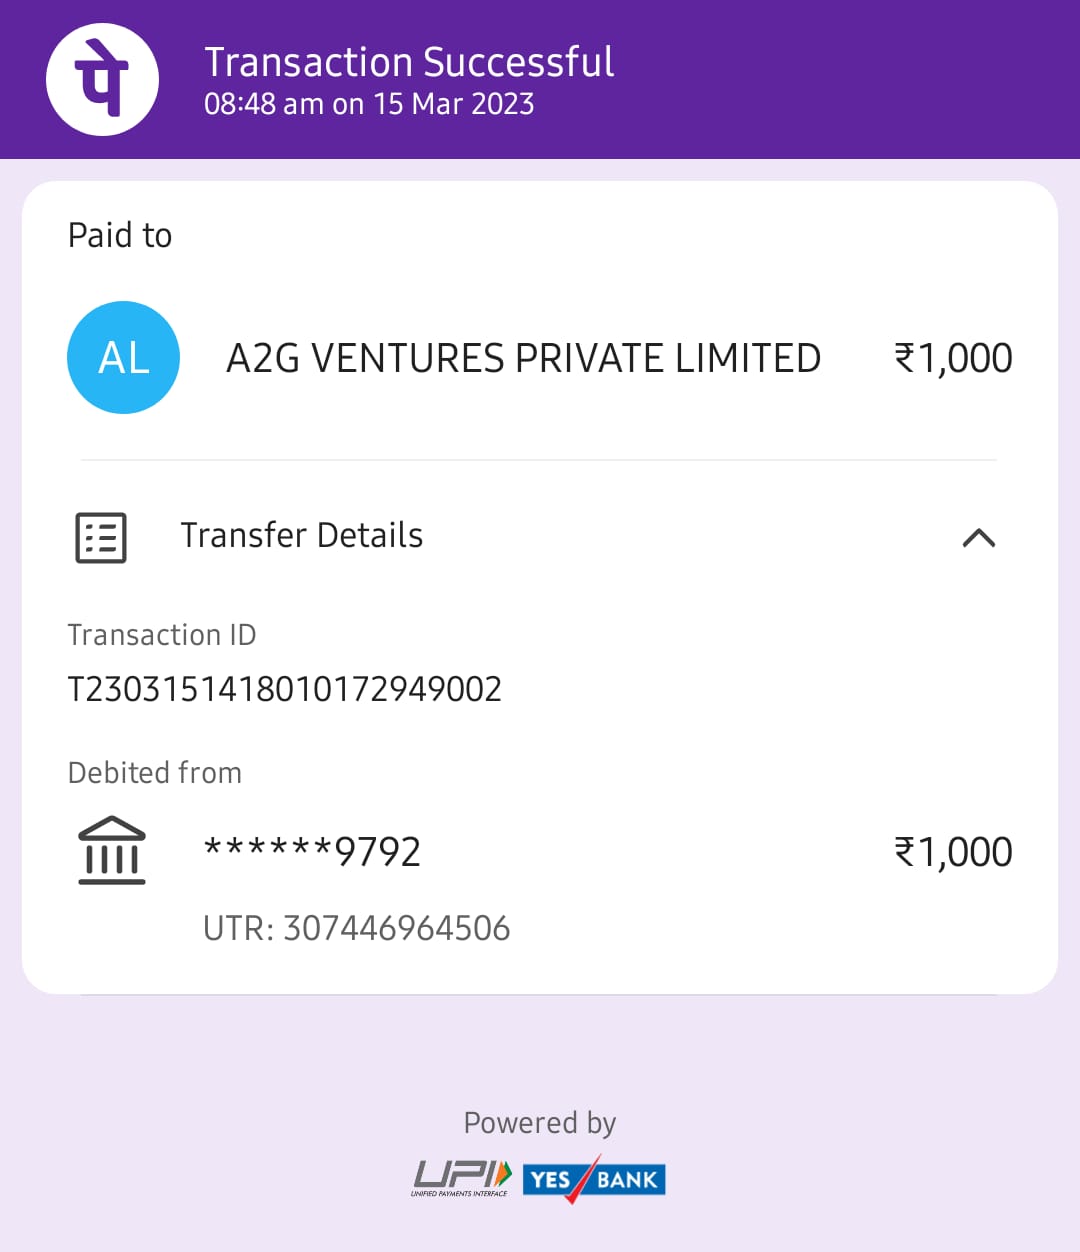 पे
Transaction Successful
08:48 am on 15 Mar 2023
Paid to
AL
A2G VENTURES PRIVATE LIMITED ₹1,000
Transfer Details
Transaction ID
T2303151418010172949002
Debited from
******9792 ₹1,000
UTR: 307446964506
Powered by
UPI
UNIFIED PAYMENTS INTERFACE
YES BANK